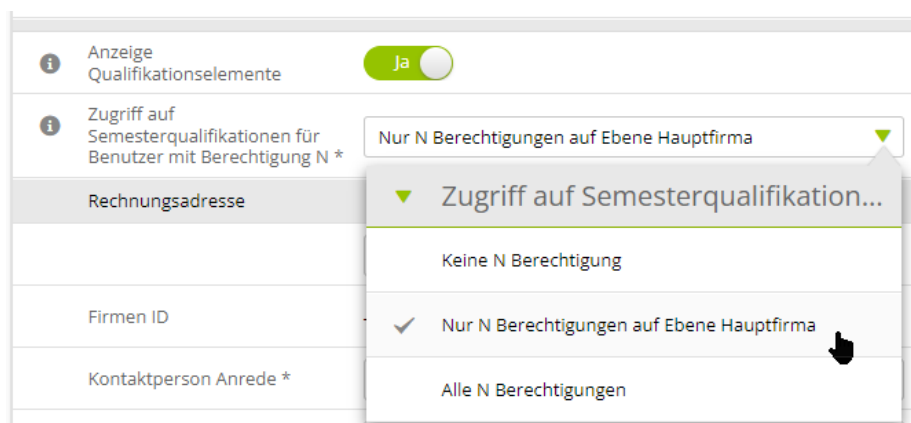 Anzeige
Qualifikationselemente
Ja
Zugriff auf
Semesterqualifikationen für
Benutzer mit Berechtigung N *
Nur N Berechtigungen auf Ebene Hauptfirma
Rechnungsadresse
Zugriff auf Semesterqualifikation...
Keine N Berechtigung
Firmen ID
Nur N Berechtigungen auf Ebene Hauptfirma
Kontaktperson Anrede *
Alle N Berechtigungen